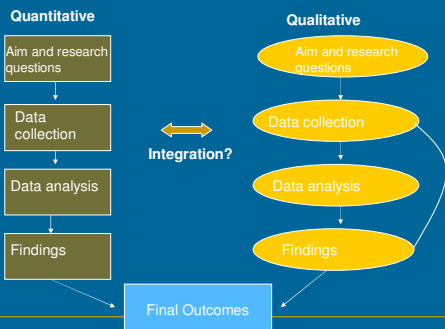 Quantitative
Aim and research
questions
Data
collection
Data analysis
Findings
Integration?
Qualitative
Aim and research
questions
Data collection
Data analysis
Findings
Final Outcomes